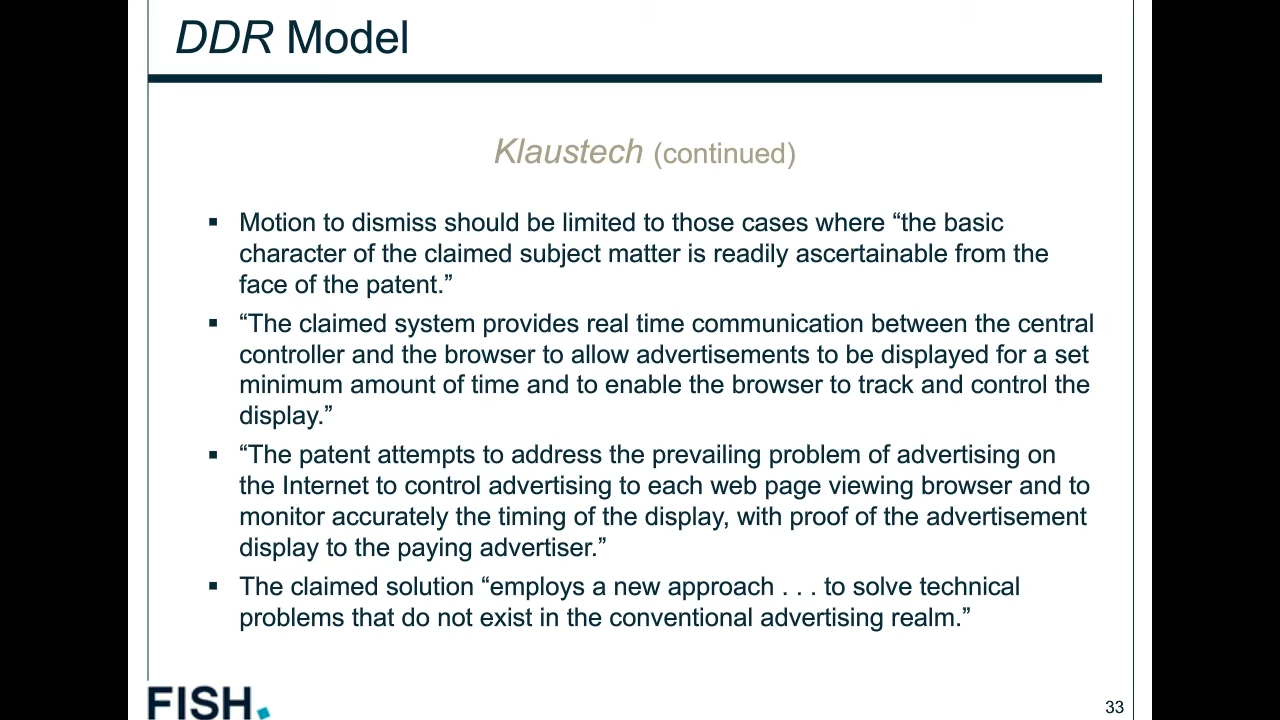 DDR Model
Klaustech (continued)
▪ Motion to dismiss should be limited to those cases where “the basic
character of the claimed subject matter is readily ascertainable from the
face of the patent.”
▪ “The claimed system provides real time communication between the central
controller and the browser to allow advertisements to be displayed for a set
minimum amount of time and to enable the browser to track and control the
display.”
▪ “The patent attempts to address the prevailing problem of advertising on
the Internet to control advertising to each web page viewing browser and to
monitor accurately the timing of the display, with proof of the advertisement
display to the paying advertiser.”
▪ The claimed solution “employs a new approach . . . to solve technical
problems that do not exist in the conventional advertising realm.”
FISH.
33